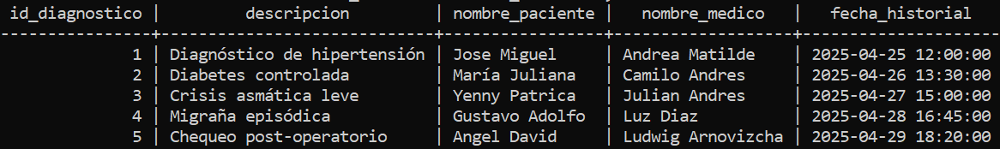 id_diagnostico | descripcion | nombre_paciente | nombre_medico | fecha_historial
----------------+-----------------------------+-----------------+-------------------+---------------------
1 | Diagnóstico de hipertensión | Jose Miguel | Andrea Matilde | 2025-04-25 12:00:00
2 | Diabetes controlada | María Juliana | Camilo Andres | 2025-04-26 13:30:00
3 | Crisis asmática leve | Yenny Patrica | Julian Andres | 2025-04-27 15:00:00
4 | Migraña episódica | Gustavo Adolfo | Luz Diaz | 2025-04-28 16:45:00
5 | Chequeo post-operatorio | Angel David | Ludwig Arnovizcha | 2025-04-29 18:20:00